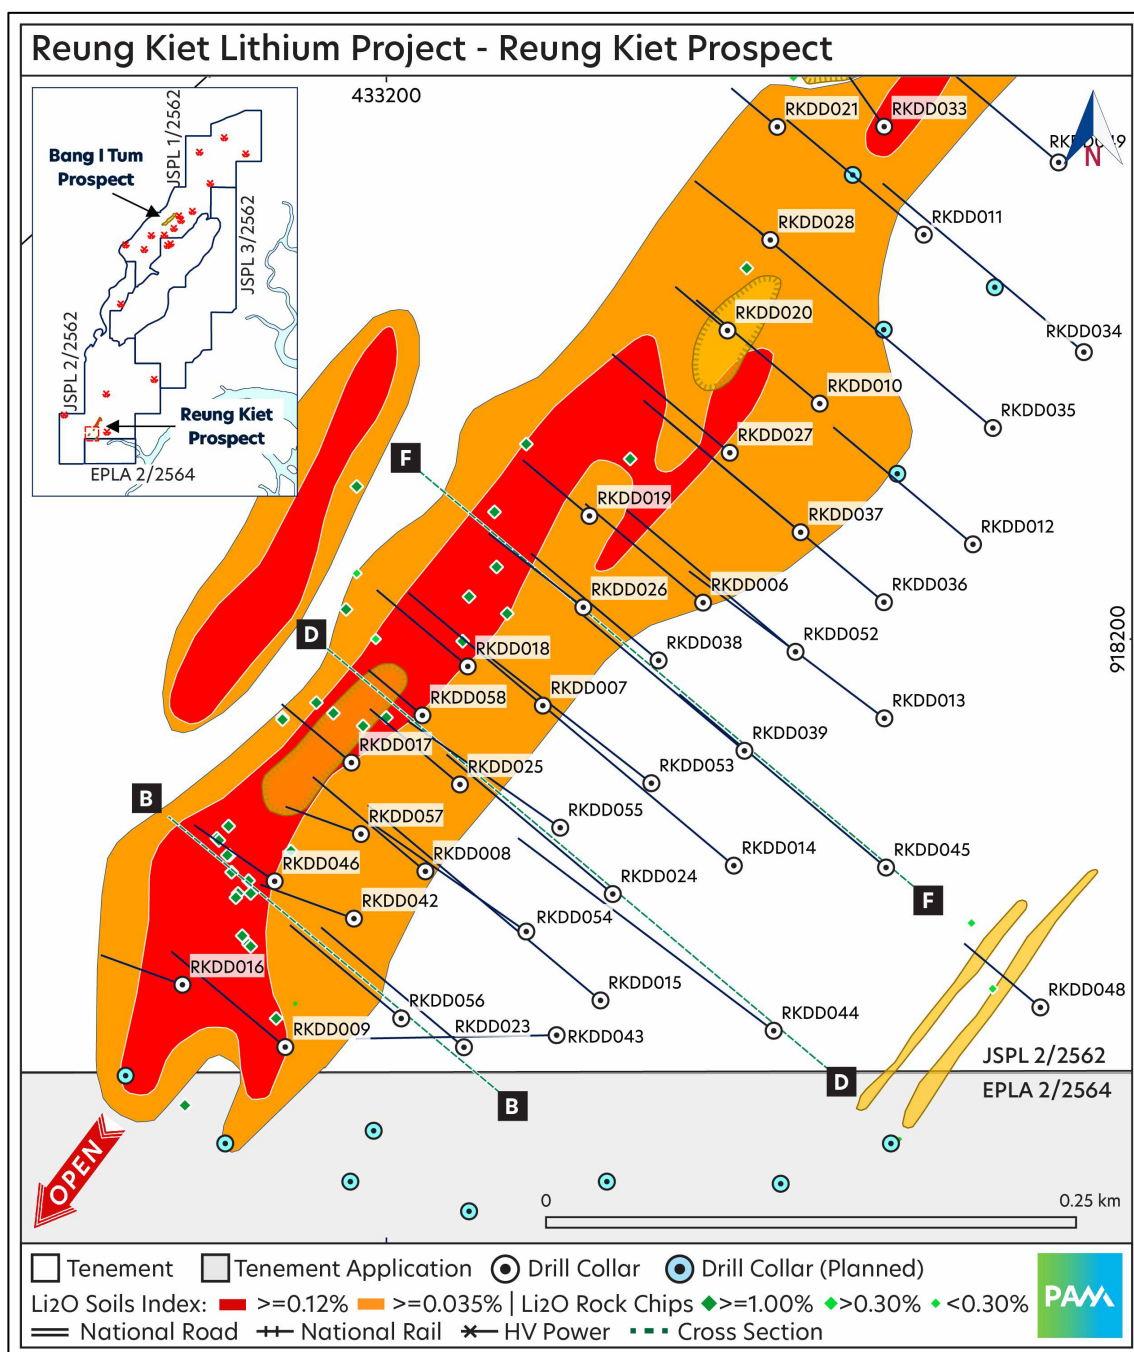 Reung Kiet Lithium Project - Reung Kiet Prospect
433200
918200
N
JSPL 1/2562
Bang I Tum
Prospect
JSPL 3/2562
JSPL 2/2562
Reung Kiet
Prospect
EPLA 2/2564
RKDD021
RKDD033
RKDD011
RKDD028
RKDD034
RKDD020
RKDD010
RKDD035
RKDD027
F
RKDD019
RKDD037
RKDD012
RKDD026
RKDD006
RKDD036
D
RKDD018
RKDD038
RKDD052
RKDD058
RKDD007
RKDD013
RKDD017
RKDD025
RKDD053
RKDD039
B
RKDD057
RKDD055
RKDD046
RKDD008
RKDD014
RKDD045
RKDD024
F
RKDD042
RKDD054
RKDD016
RKDD015
RKDD048
RKDD056
RKDD044
RKDD009
RKDD023
RKDD043
JSPL 2/2562
D
EPLA 2/2564
B
OPEN
0
0.25 km
Tenement
Tenement Application
Drill Collar
Drill Collar (Planned)
Li2O Soils Index: >=0.12% >=0.035% | Li2O Rock Chips >=1.00% >0.30% <0.30%
National Road National Rail HV Power Cross Section
PAM